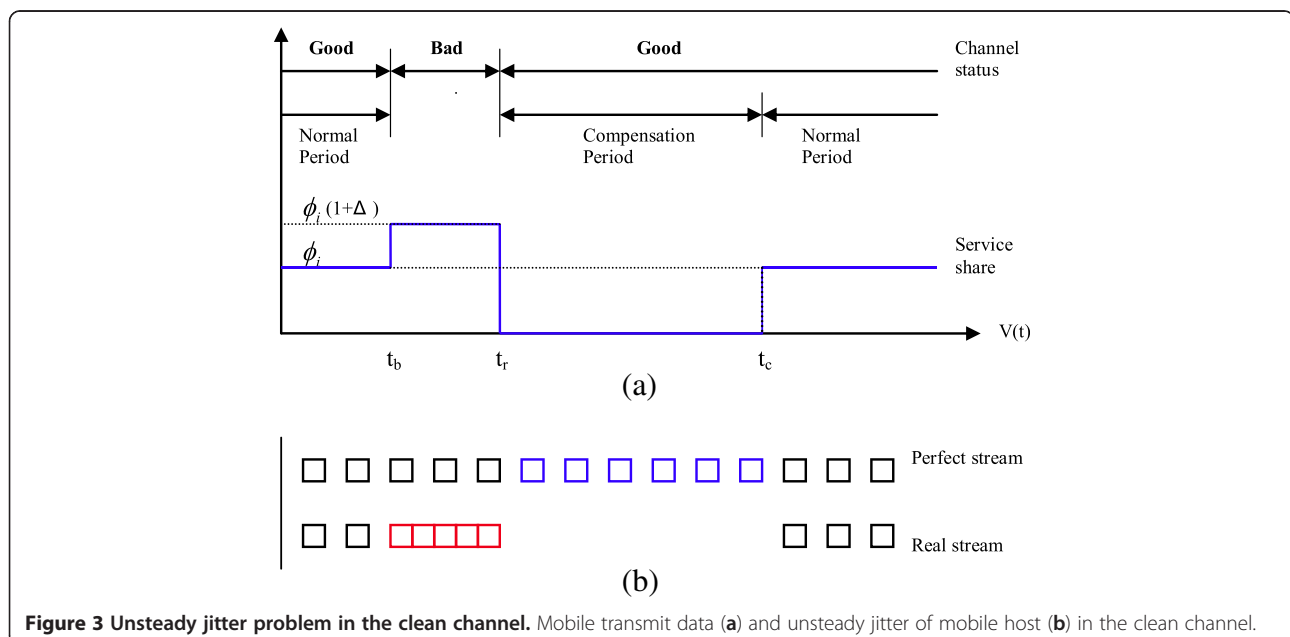 Good Bad Good Channel
status
Normal
Period
Compensation
Period
Normal
Period
ϕi (1+Δ )
ϕi
Service
share
V(t)
tb tr tc
(a)
Perfect stream
Real stream
(b)
Figure 3 Unsteady jitter problem in the clean channel. Mobile transmit data (a) and unsteady jitter of mobile host (b) in the clean channel.